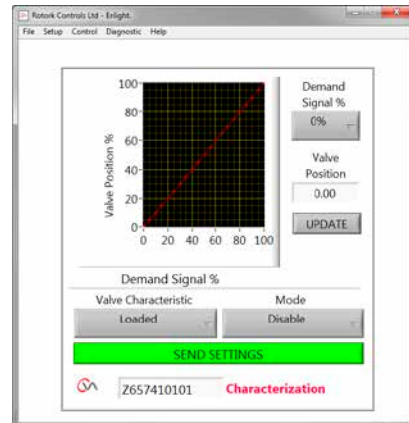 Rotork Controls Ltd - Enlight.
File Setup Control Diagnostic Help
100
80
60
40
20
0
Valve Position %
0 20 40 60 80 100
Demand Signal %
Demand
Signal %
0%
Valve
Position
0.00
UPDATE
Valve Characteristic
Loaded
Mode
Disable
SEND SETTINGS
Z657410101
Characterization